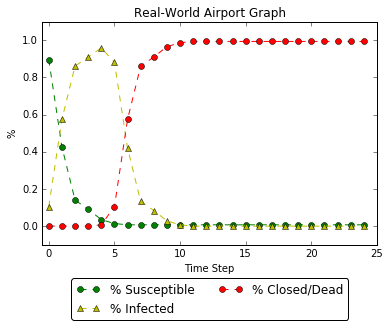 Real-World Airport Graph
1.0
0.8
0.6
0.4
0.2
0.0
%
0 5 10 15 20 25
Time Step
% Susceptible % Closed/Dead
% Infected